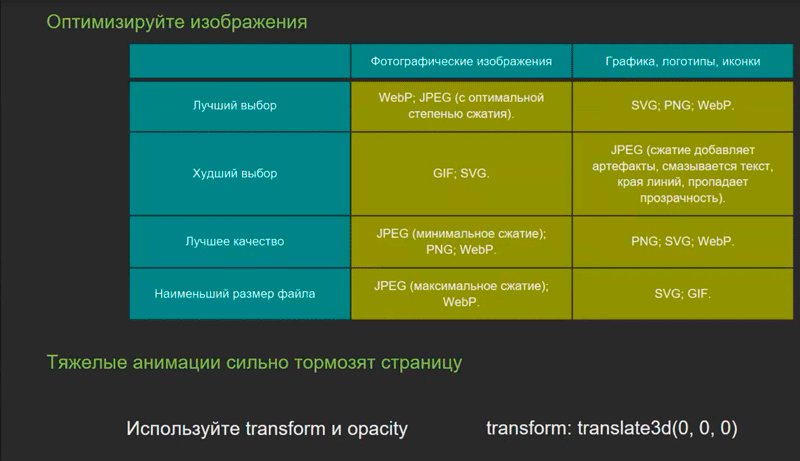 Оптимизируйте изображения
Фотографические изображения
Графика, логотипы, иконки
Лучший выбор
WebP; JPEG (с оптимальной
степенью сжатия).
SVG; PNG; WebP.
Худший выбор
GIF; SVG.
JPEG (сжатие добавляет
артефакты, смазывается текст,
края линий, пропадает
прозрачность).
Лучшее качество
JPEG (минимальное сжатие);
PNG; WebP.
PNG; SVG; WebP.
Наименьший размер файла
JPEG (максимальное сжатие);
WebP.
SVG; GIF.
Тяжелые анимации сильно тормозят страницу
Используйте transform и opacity
transform: translate3d(0, 0, 0)